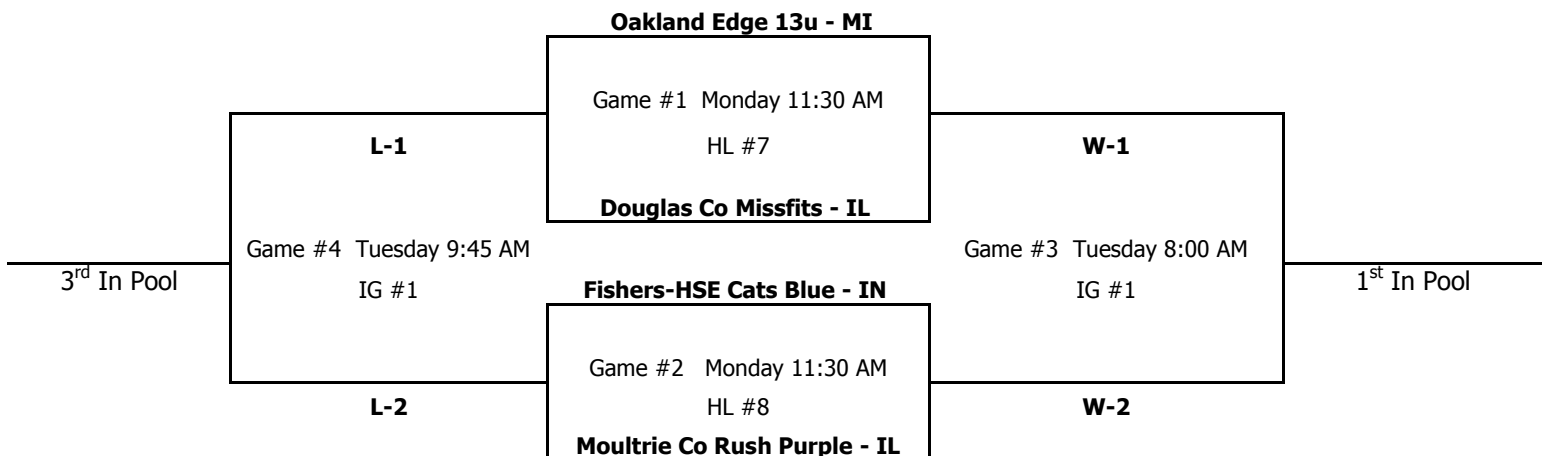 Oakland Edge 13u - MI
Game #1 Monday 11:30 AM
L-1
HL #7
W-1
Douglas Co Missfits - IL
Game #4 Tuesday 9:45 AM
Game #3 Tuesday 8:00 AM
3rd In Pool
IG #1
Fishers-HSE Cats Blue - IN
IG #1
1st In Pool
Game #2 Monday 11:30 AM
L-2
HL #8
W-2
Moultrie Co Rush Purple - IL